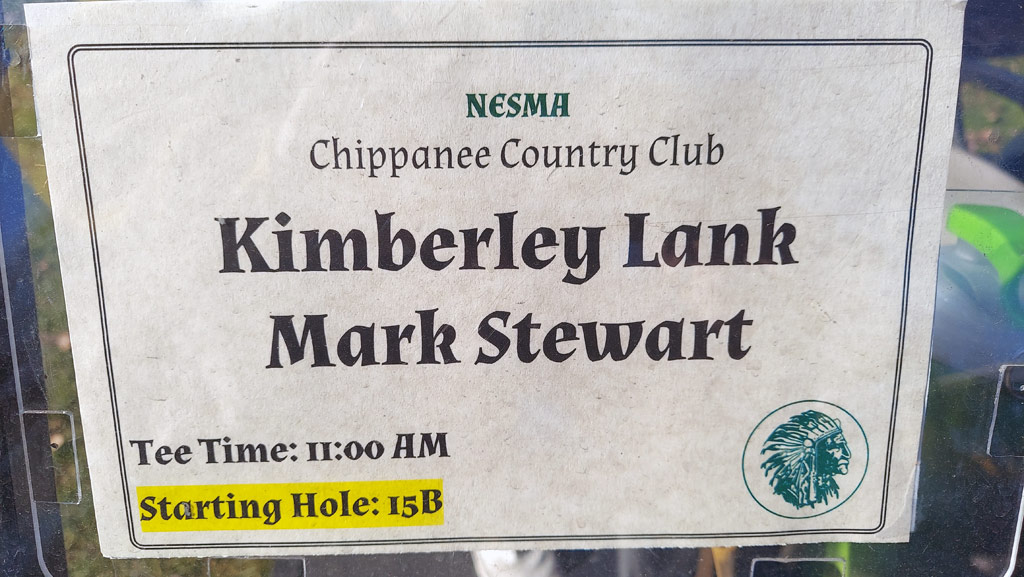 NESMA
Chippanee Country Club
Kimberley Lank
Mark Stewart
Tee Time: 11:00 AM
Starting Hole: 15B